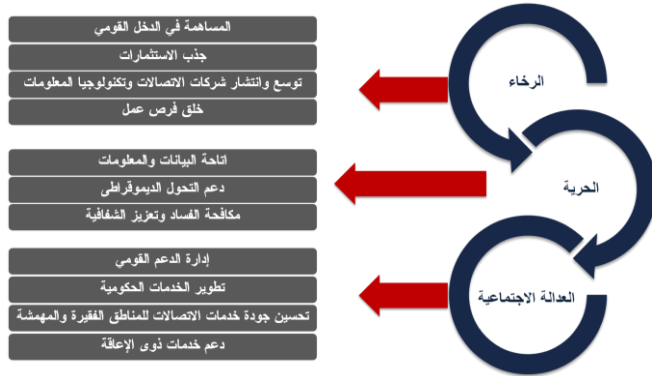 الرخاء
المساهمة في الدخل القومي
جذب الاستثمارات
توسع وانتشار شركات الاتصالات وتكنولوجيا المعلومات
خلق فرص عمل
الحرية
اتاحة البيانات والمعلومات
دعم التحول الديموقراطى
مكافحة الفساد وتعزيز الشفافية
العدالة الاجتماعية
إدارة الدعم القومي
تطوير الخدمات الحكومية
تحسين جودة خدمات الاتصالات للمناطق الفقيرة والمهمشة
دعم خدمات ذوى الإعاقة